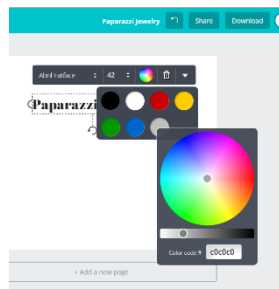 Paparazzi jewelry
Share
Download
Abril Fatface
42
Paparazzi
Color code #
c0c0c0
+ Add a new page